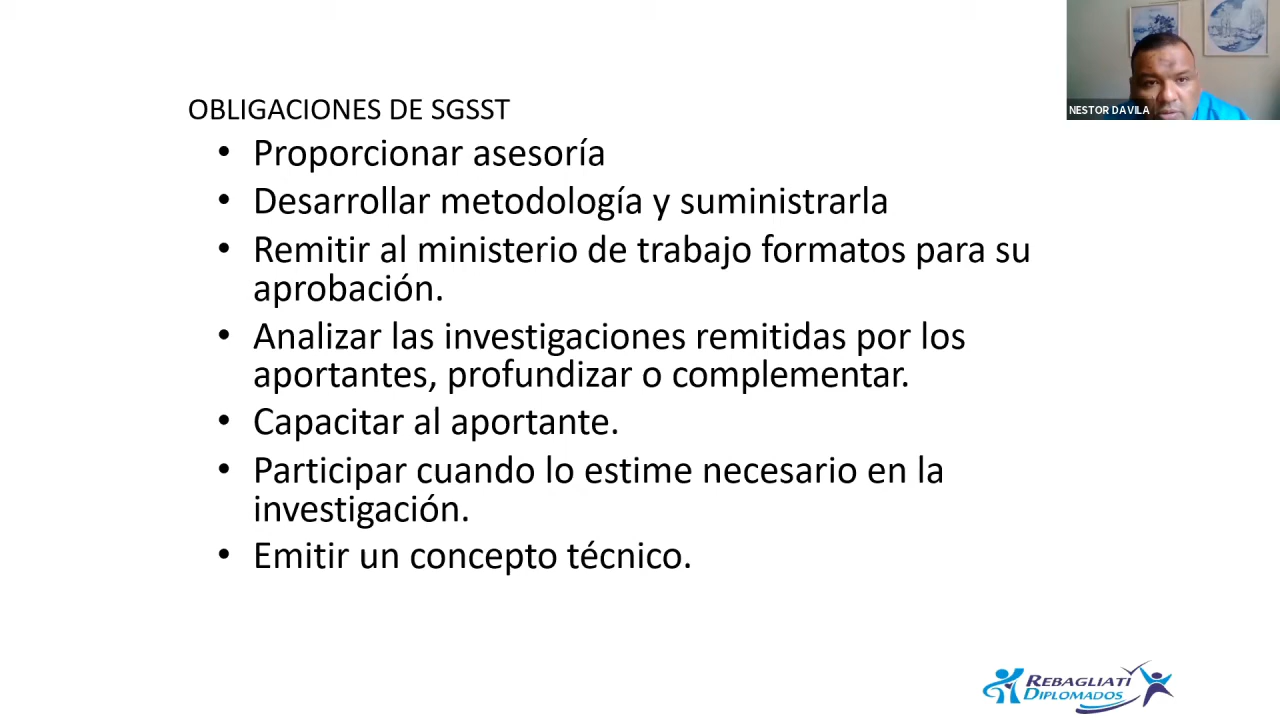 NESTOR DAVILA
OBLIGACIONES DE SGSST
• Proporcionar asesoría
• Desarrollar metodología y suministrarla
• Remitir al ministerio de trabajo formatos para su
aprobación.
• Analizar las investigaciones remitidas por los
aportantes, profundizar o complementar.
• Capacitar al aportante.
• Participar cuando lo estime necesario en la
investigación.
• Emitir un concepto técnico.
REBAGLIATI
DIPLOMADOS